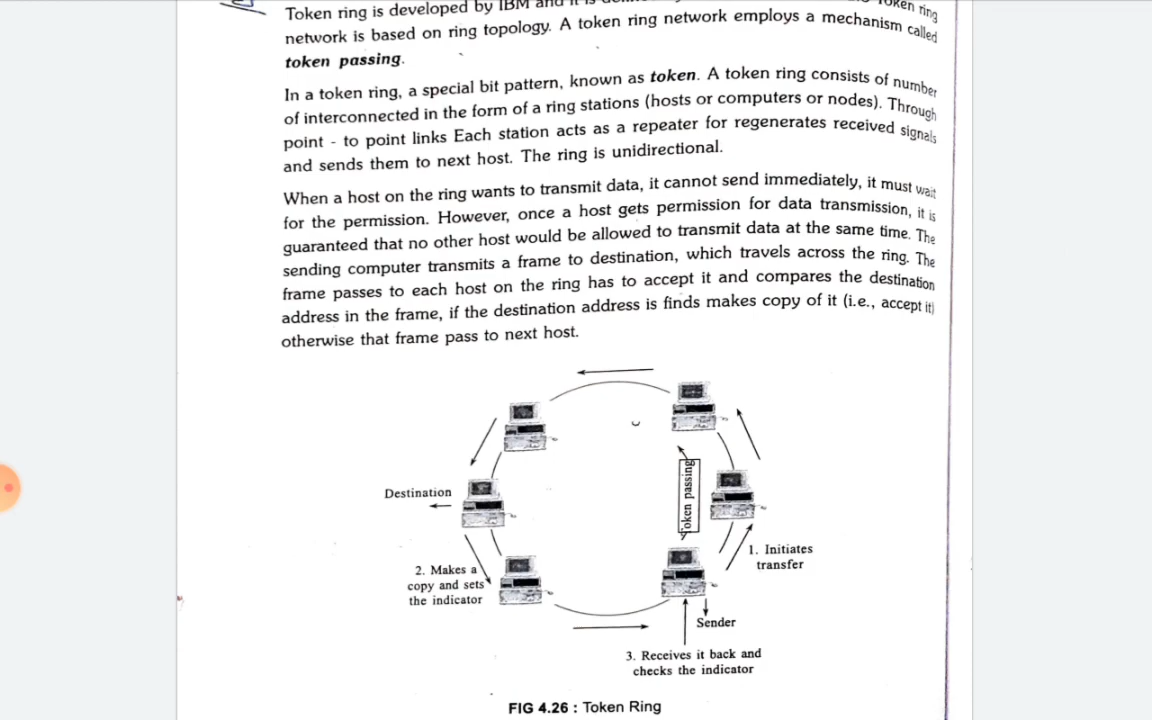 Token ring is developed by IBM and it is
Token ring
network is based on ring topology. A token ring network employs a mechanism called
token passing.
In a token ring, a special bit pattern, known as token. A token ring consists of number
of interconnected in the form of a ring stations (hosts or computers or nodes). Through
point - to point links Each station acts as a repeater for regenerates received signals
and sends them to next host. The ring is unidirectional.
When a host on the ring wants to transmit data, it cannot send immediately, it must wait
for the permission. However, once a host gets permission for data transmission, it is
guaranteed that no other host would be allowed to transmit data at the same time. The
sending computer transmits a frame to destination, which travels across the ring. The
frame passes to each host on the ring has to accept it and compares the destination
address in the frame, if the destination address is finds makes copy of it (i.e., accept it)
otherwise that frame pass to next host.
Destination
Token passing
1. Initiates
transfer
2. Makes a
copy and sets
the indicator
Sender
3. Receives it back and
checks the indicator
FIG 4.26 : Token Ring